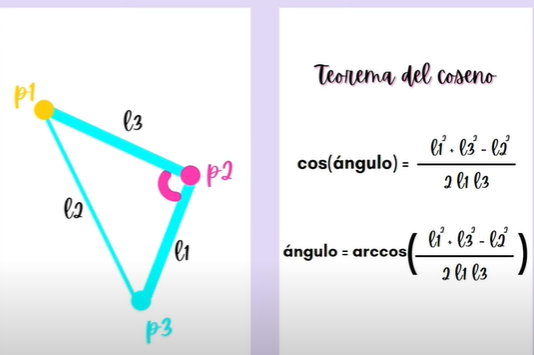 p1
l3
p2
l2
l1
p3
Teorema del coseno
cos(ángulo) = l1² · l3² - l2² / 2 l1 l3
ángulo = arccos( l1² · l3² - l2² / 2 l1 l3 )